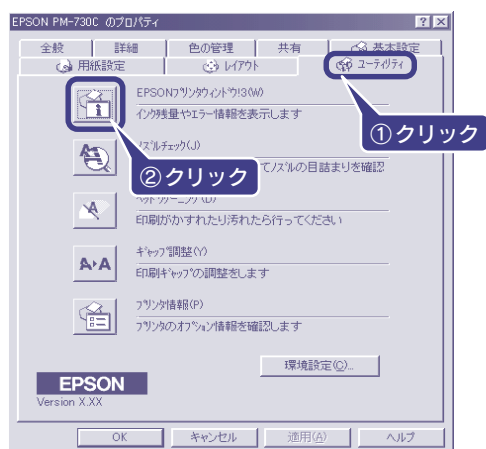 EPSON PM-730C のプロパティ
全般 詳細 色の管理 共有 基本設定
用紙設定 レイアウト ユーティリティ
EPSONプリンタウィンドウ!3(W)
インク残量やエラー情報を表示します
①クリック
ノズルチェック(J)
②クリック
てノズルの目詰まりを確認
ヘッドクリーニング(D)
印刷がかすれたり汚れたら行ってください
ギャップ調整(Y)
印刷ギャップの調整をします
プリンタ情報(P)
プリンタのオプション情報を確認します
環境設定(C)...
EPSON
Version X.XX
OK キャンセル 適用(A) ヘルプ